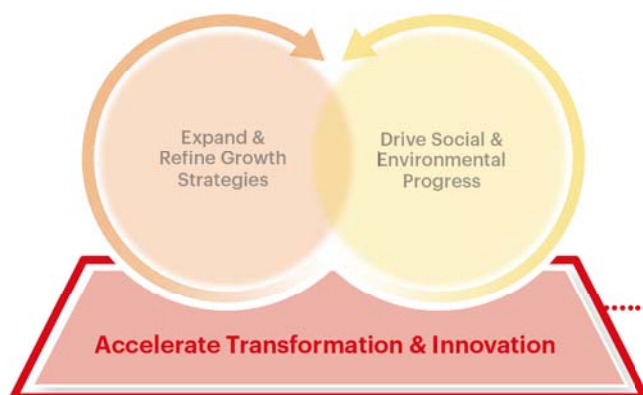 Expand &
Refine Growth
Strategies
Drive Social &
Environmental
Progress
Accelerate Transformation & Innovation